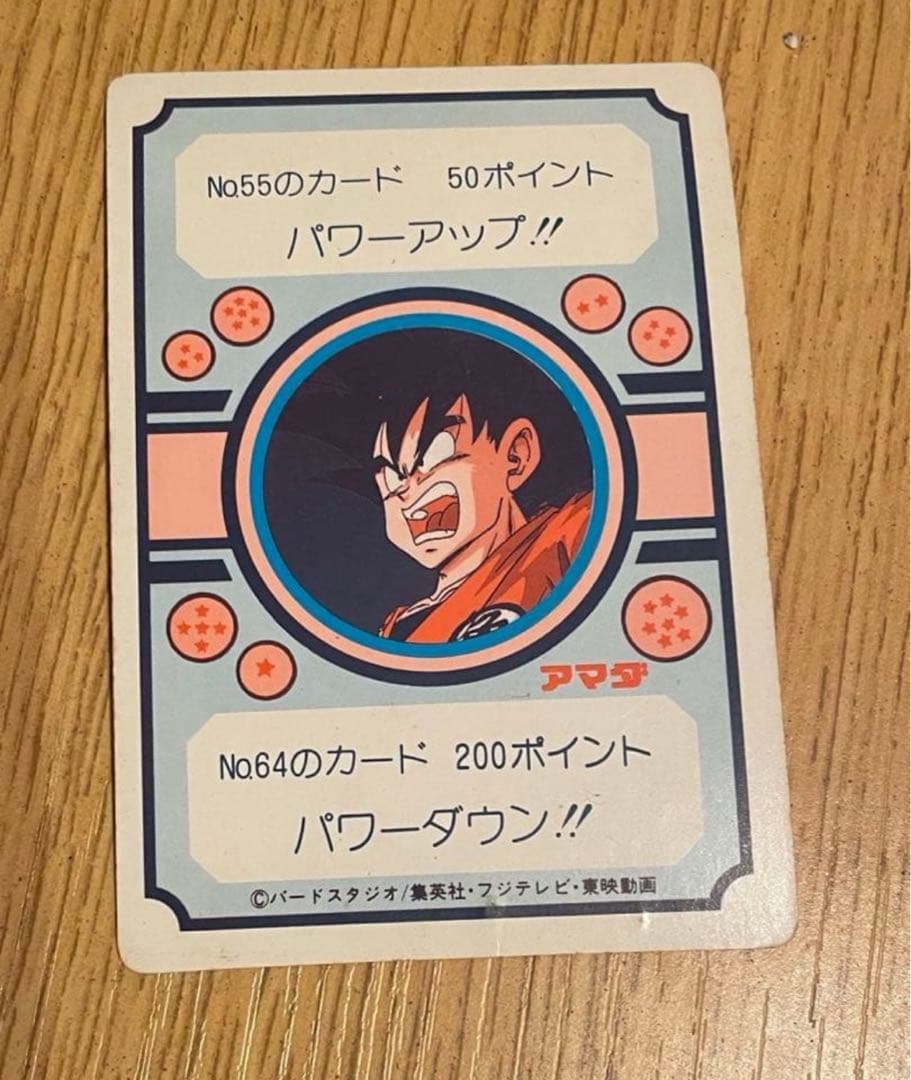 No.55のカード 50ポイント
パワーアップ!!
アマダ
No.64のカード 200ポイント
パワーダウン!!
©バードスタジオ/集英社・フジテレビ・東映動画